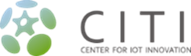 CITI
CENTER FOR IOT INNOVATION